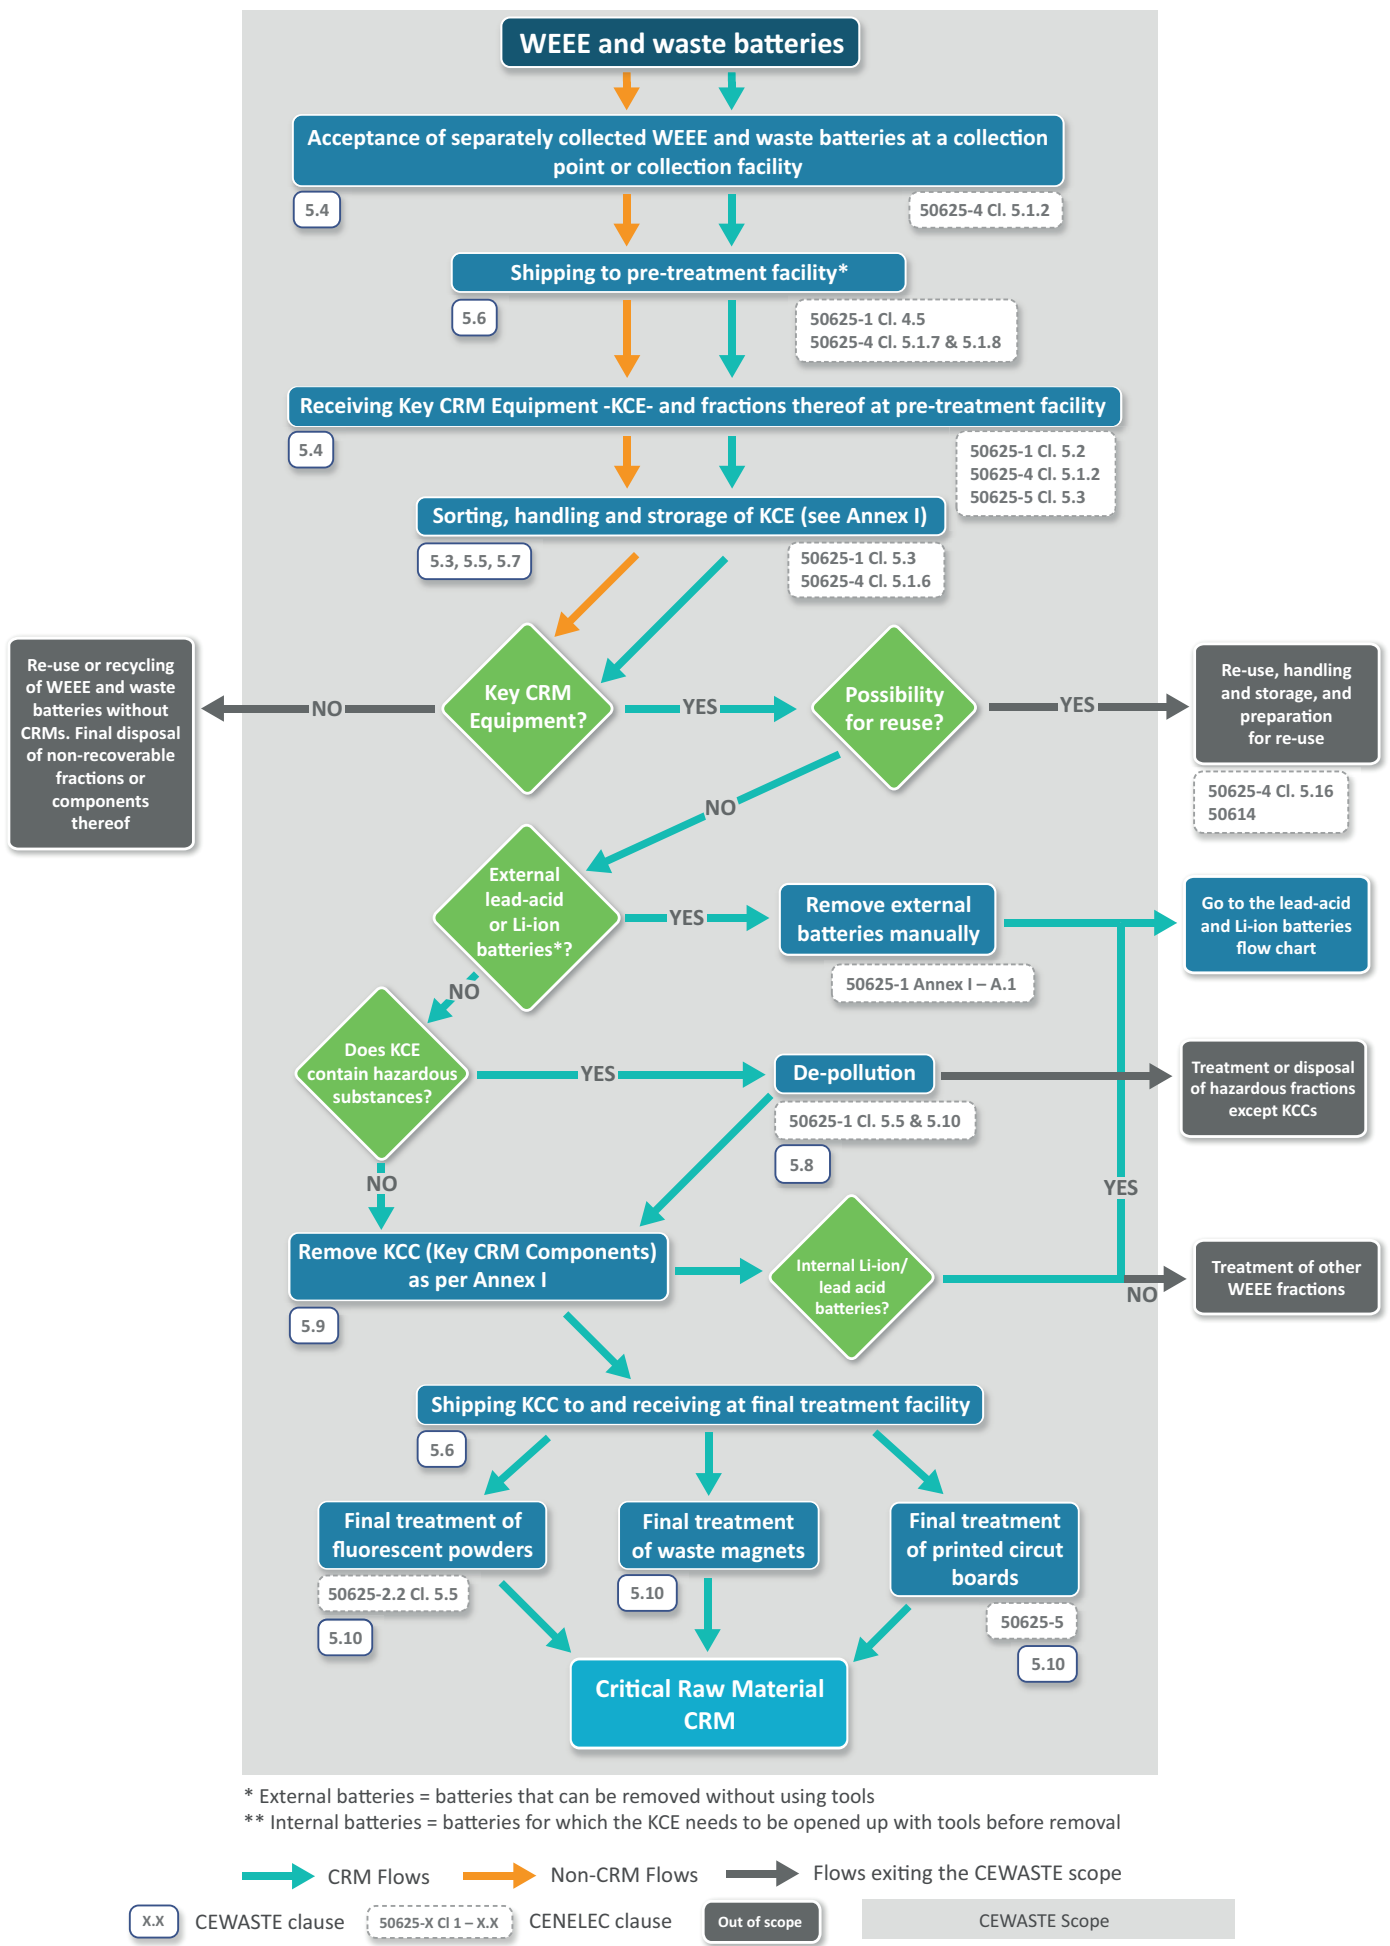 WEEE and waste batteries
Acceptance of separately collected WEEE and waste batteries at a collection
point or collection facility
5.4
50625-4 Cl. 5.1.2
Shipping to pre-treatment facility*
5.6
50625-1 Cl. 4.5
50625-4 Cl. 5.1.7 & 5.1.8
Receiving Key CRM Equipment -KCE- and fractions thereof at pre-treatment facility
5.4
50625-1 Cl. 5.2
50625-4 Cl. 5.1.2
50625-5 Cl. 5.3
Sorting, handling and strorage of KCE (see Annex I)
5.3, 5.5, 5.7
50625-1 Cl. 5.3
50625-4 Cl. 5.1.6
Re-use or recycling
of WEEE and waste
batteries without
CRMs. Final disposal
of non-recoverable
fractions or
components
thereof
NO
Key CRM
Equipment?
YES
Possibility
for reuse?
YES
Re-use, handling
and storage, and
preparation
for re-use
50625-4 Cl. 5.16
50614
NO
External
lead-acid
or Li-ion
batteries*?
YES
Remove external
batteries manually
50625-1 Annex I – A.1
Go to the lead-acid
and Li-ion batteries
flow chart
NO
Does KCE
contain hazardous
substances?
YES
De-pollution
50625-1 Cl. 5.5 & 5.10
5.8
Treatment or disposal
of hazardous fractions
except KCCs
NO
YES
Remove KCC (Key CRM Components)
as per Annex I
5.9
Internal Li-ion/
lead acid
batteries?
NO
Treatment of other
WEEE fractions
Shipping KCC to and receiving at final treatment facility
5.6
Final treatment of
fluorescent powders
50625-2.2 Cl. 5.5
5.10
Final treatment
of waste magnets
5.10
Final treatment
of printed circut
boards
50625-5
5.10
Critical Raw Material
CRM
* External batteries = batteries that can be removed without using tools
** Internal batteries = batteries for which the KCE needs to be opened up with tools before removal
CRM Flows
Non-CRM Flows
Flows exiting the CEWASTE scope
X.X
CEWASTE clause
50625-X Cl 1 – X.X
CENELEC clause
Out of scope
CEWASTE Scope